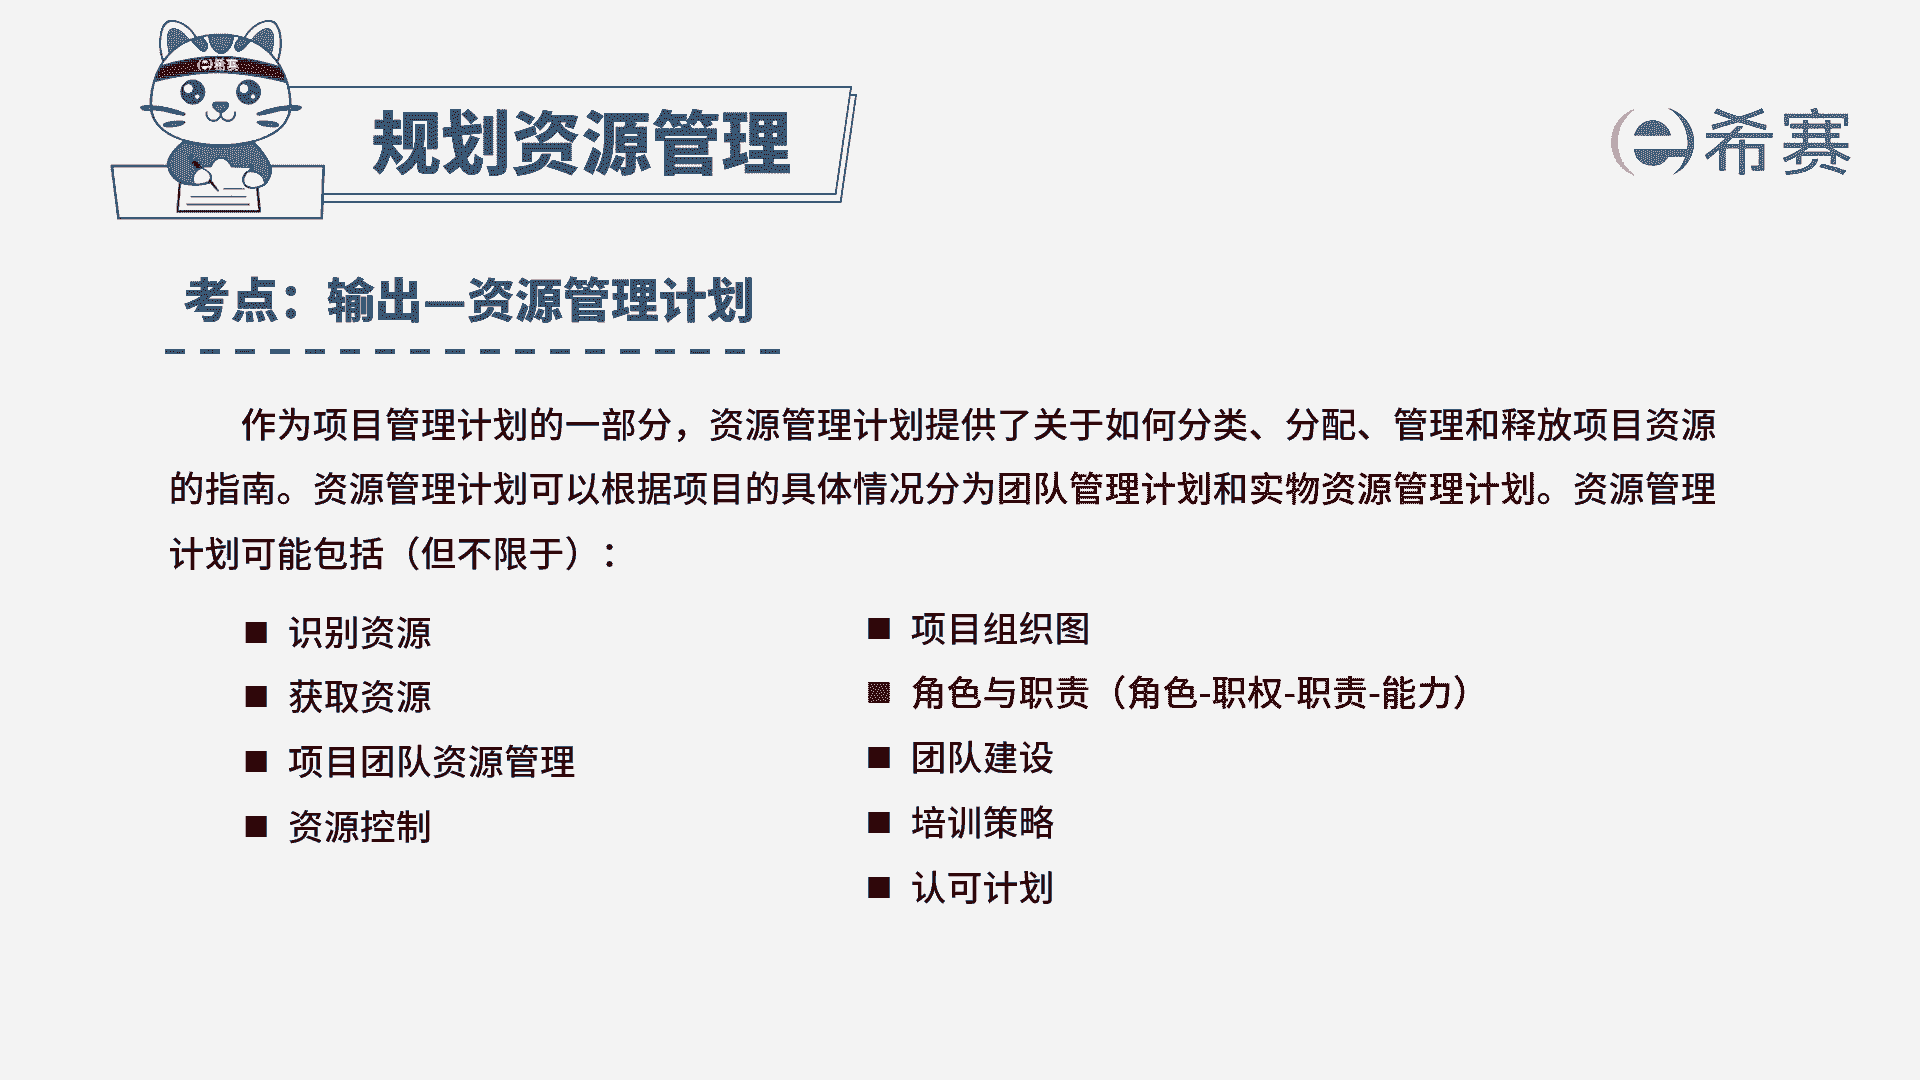 希赛
规划资源管理
希赛
考点：输出—资源管理计划
作为项目管理计划的一部分，资源管理计划提供了关于如何分类、分配、管理和释放项目资源
的指南。资源管理计划可以根据项目的具体情况分为团队管理计划和实物资源管理计划。资源管理
计划可能包括（但不限于）：
■ 识别资源
■ 获取资源
■ 项目团队资源管理
■ 资源控制
■ 项目组织图
■ 角色与职责（角色-职权-职责-能力）
■ 团队建设
■ 培训策略
■ 认可计划